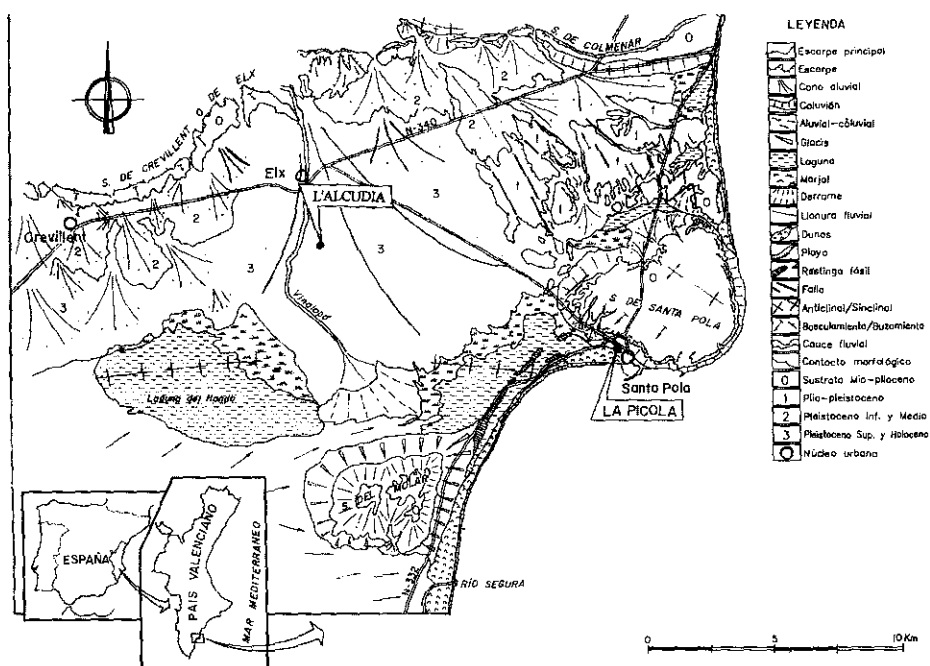 LEYENDA
Escarpe principal
Escarpe
Cono aluvial
Coluvión
Aluvial-coluvial
Glacis
Laguna
Marjal
Derrame
Llanura fluvial
Dunas
Playa
Restinga fósil
Falla
Anticlinal/Sinclinal
Basculamiento/Buzamiento
Cauce fluvial
Contacto morfológico
0 Sustrato Mio-plioceno
1 Plio-pleistoceno
2 Pleistoceno Inf. y Medio
3 Pleistoceno Sup. y Holoceno
Núcleo urbano
S. DE COLMENAR
S. DE CREVILLENT O DE ELX
N-340
Elx
L'ALCUDIA
Crevillent
Vinalopó
S. DE SANTA POLA
Santa Pola
LA PICOLA
S. DEL MOLAR
N-332
RÍO SEGURA
ESPAÑA
PAIS VALENCIANO
MAR MEDITERRANEO
0 5 10 Km